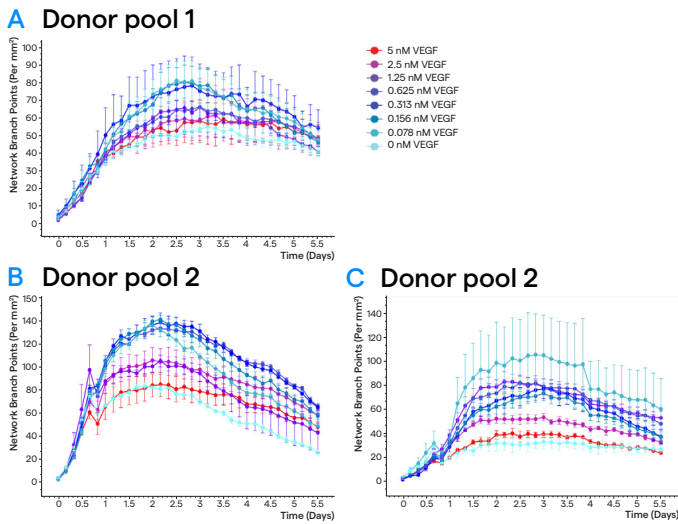 A Donor pool 1
Network Branch Points (Per mm²)
100
90
80
70
60
50
40
30
20
10
0
0 0.5 1 1.5 2 2.5 3 3.5 4 4.5 5 5.5
Time (Days)
5 nM VEGF
2.5 nM VEGF
1.25 nM VEGF
0.625 nM VEGF
0.313 nM VEGF
0.156 nM VEGF
0.078 nM VEGF
0 nM VEGF
B Donor pool 2
Network Branch Points (Per mm²)
150
140
120
100
80
60
40
20
0
0 0.5 1 1.5 2 2.5 3 3.5 4 4.5 5 5.5
Time (Days)
C Donor pool 2
Network Branch Points (Per mm²)
140
120
100
80
60
40
20
0
0 0.5 1 1.5 2 2.5 3 3.5 4 4.5 5 5.5
Time (Days)